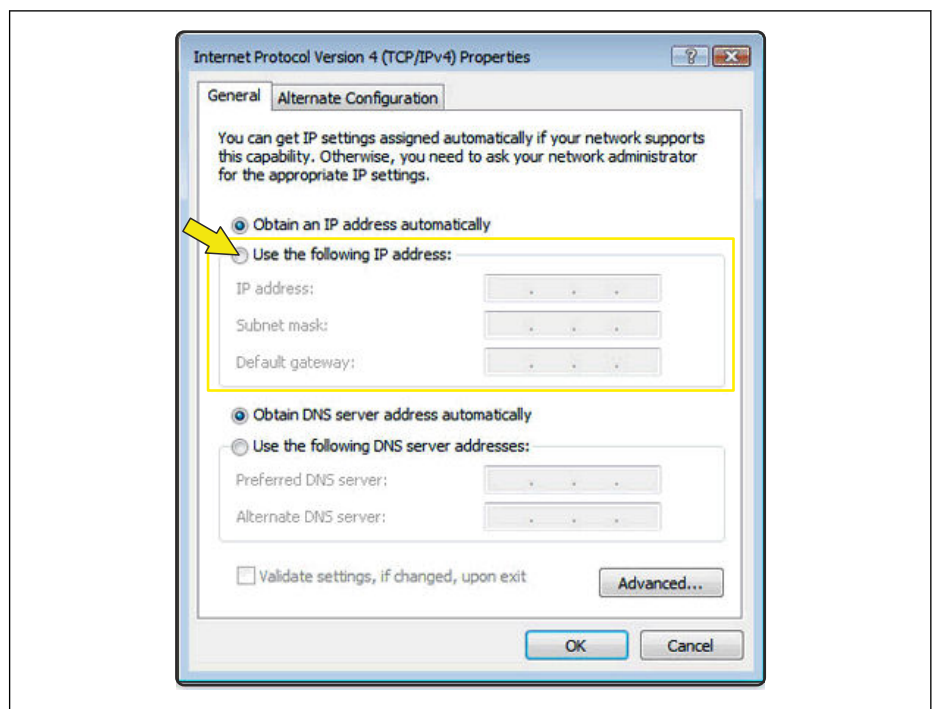 Internet Protocol Version 4 (TCP/IPv4) Properties
?
General
Alternate Configuration
You can get IP settings assigned automatically if your network supports
this capability. Otherwise, you need to ask your network administrator
for the appropriate IP settings.
Obtain an IP address automatically
Use the following IP address:
IP address:
Subnet mask:
Default gateway:
Obtain DNS server address automatically
Use the following DNS server addresses:
Preferred DNS server:
Alternate DNS server:
Validate settings, if changed, upon exit
Advanced...
OK
Cancel